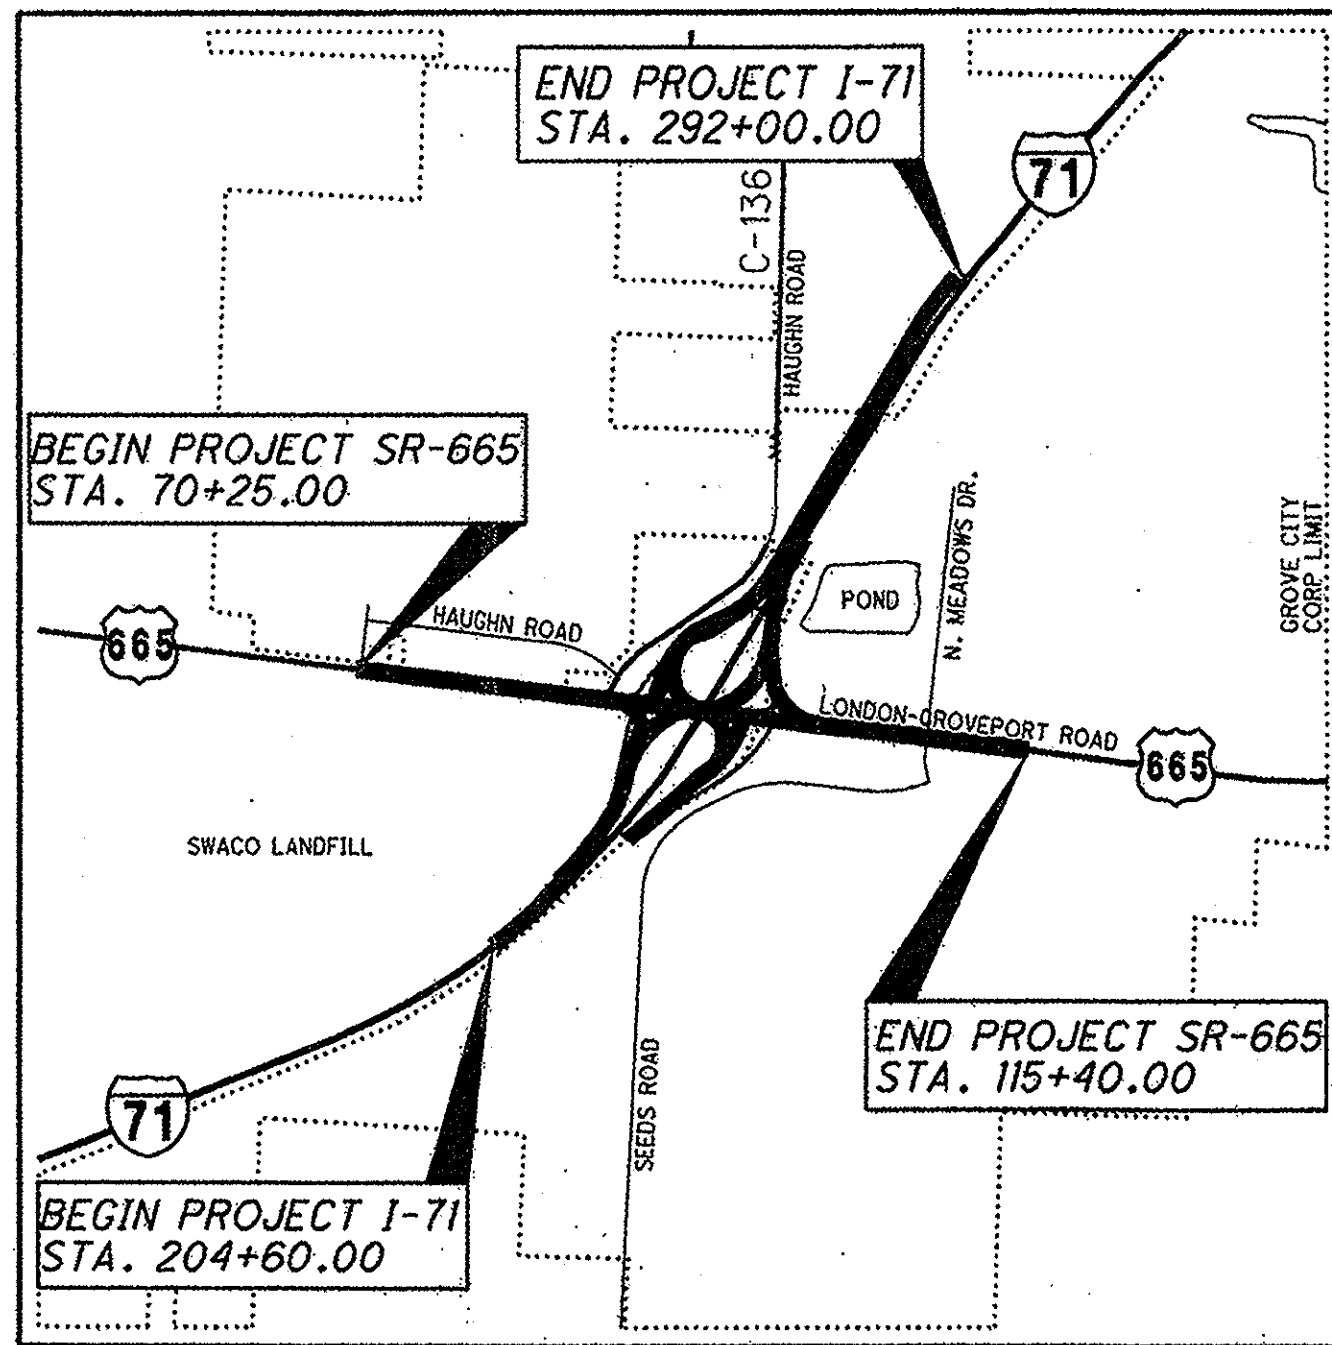 END PROJECT I-71
STA. 292+00.00
71
C-136
HAUGHN ROAD
BEGIN PROJECT SR-665
STA. 70+25.00
N. MEADOWS DR.
GROVE CITY
CORP LIMIT
POND
665
HAUGHN ROAD
LONDON-GROVEPORT ROAD
665
SWACO LANDFILL
END PROJECT SR-665
STA. 115+40.00
SEEDS ROAD
71
BEGIN PROJECT I-71
STA. 204+60.00